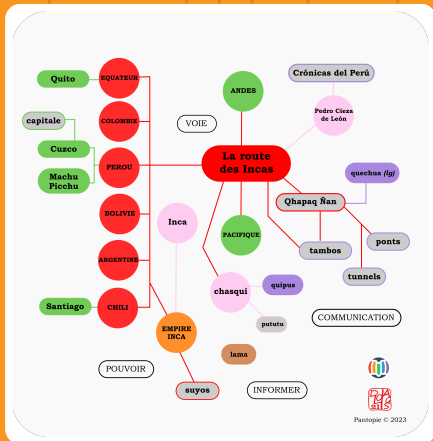 Crónicas del Perú
Quito
EQUATEUR
ANDES
capitale
COLOMBIE
VOIE
Pedro Cieza
de León
Cuzco
PEROU
La route
des Incas
quechua (lg)
Machu
Picchu
Qhapaq Ñan
BOLIVIE
Inca
PACIFIQUE
ponts
tambos
ARGENTINE
tunnels
chasqui
quipus
Santiago
CHILI
pututu
COMMUNICATION
EMPIRE
INCA
lama
POUVOIR
suyos
INFORMER
Pantopic © 2023